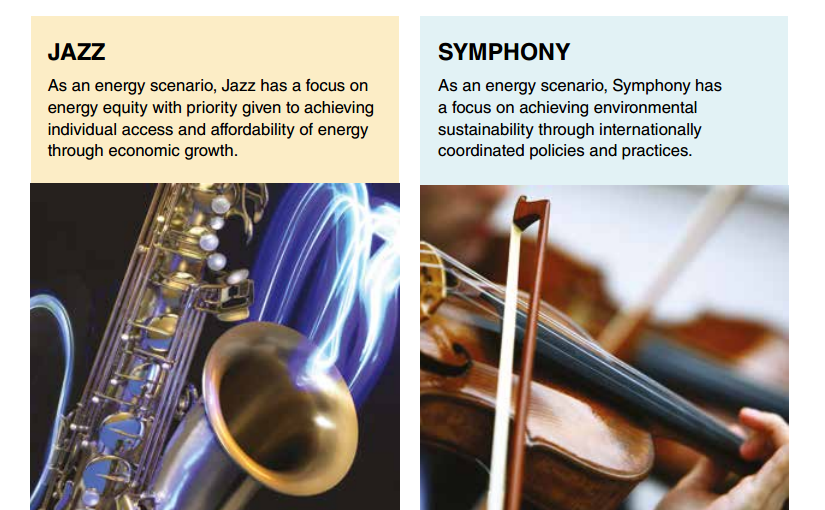 JAZZ
As an energy scenario, Jazz has a focus on
energy equity with priority given to achieving
individual access and affordability of energy
through economic growth.
SYMPHONY
As an energy scenario, Symphony has
a focus on achieving environmental
sustainability through internationally
coordinated policies and practices.